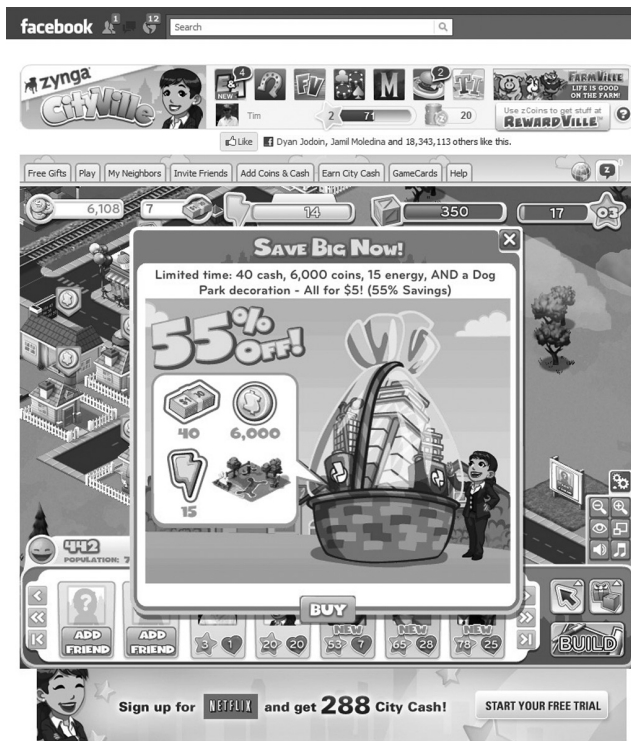 facebook 1 12 Search
zynga CityVille
4 2
NEW FV M TI FARMVILLE
LIFE IS GOOD
ON THE FARM!
Tim 2 71 20
Use zCoins to get stuff at
REWARDVILLE ?
Like Dyan Jodoin, Jamil Moledina and 18,343,113 others like this.
Free Gifts Play My Neighbors Invite Friends Add Coins & Cash Earn City Cash GameCards Help
6,108 7 14 350 17 03
SAVE BIG NOW!
Limited time: 40 cash, 6,000 coins, 15 energy, AND a Dog
Park decoration - All for $5! (55% Savings)
55%
OFF!
40 6,000
15
442
POPULATION: 7
BUY
ADD
FRIEND
ADD
FRIEND
3 1
20 20
NEW
53 7
NEW
65 28
NEW
78 25
BUILD
Sign up for NETFLIX and get 288 City Cash! START YOUR FREE TRIAL